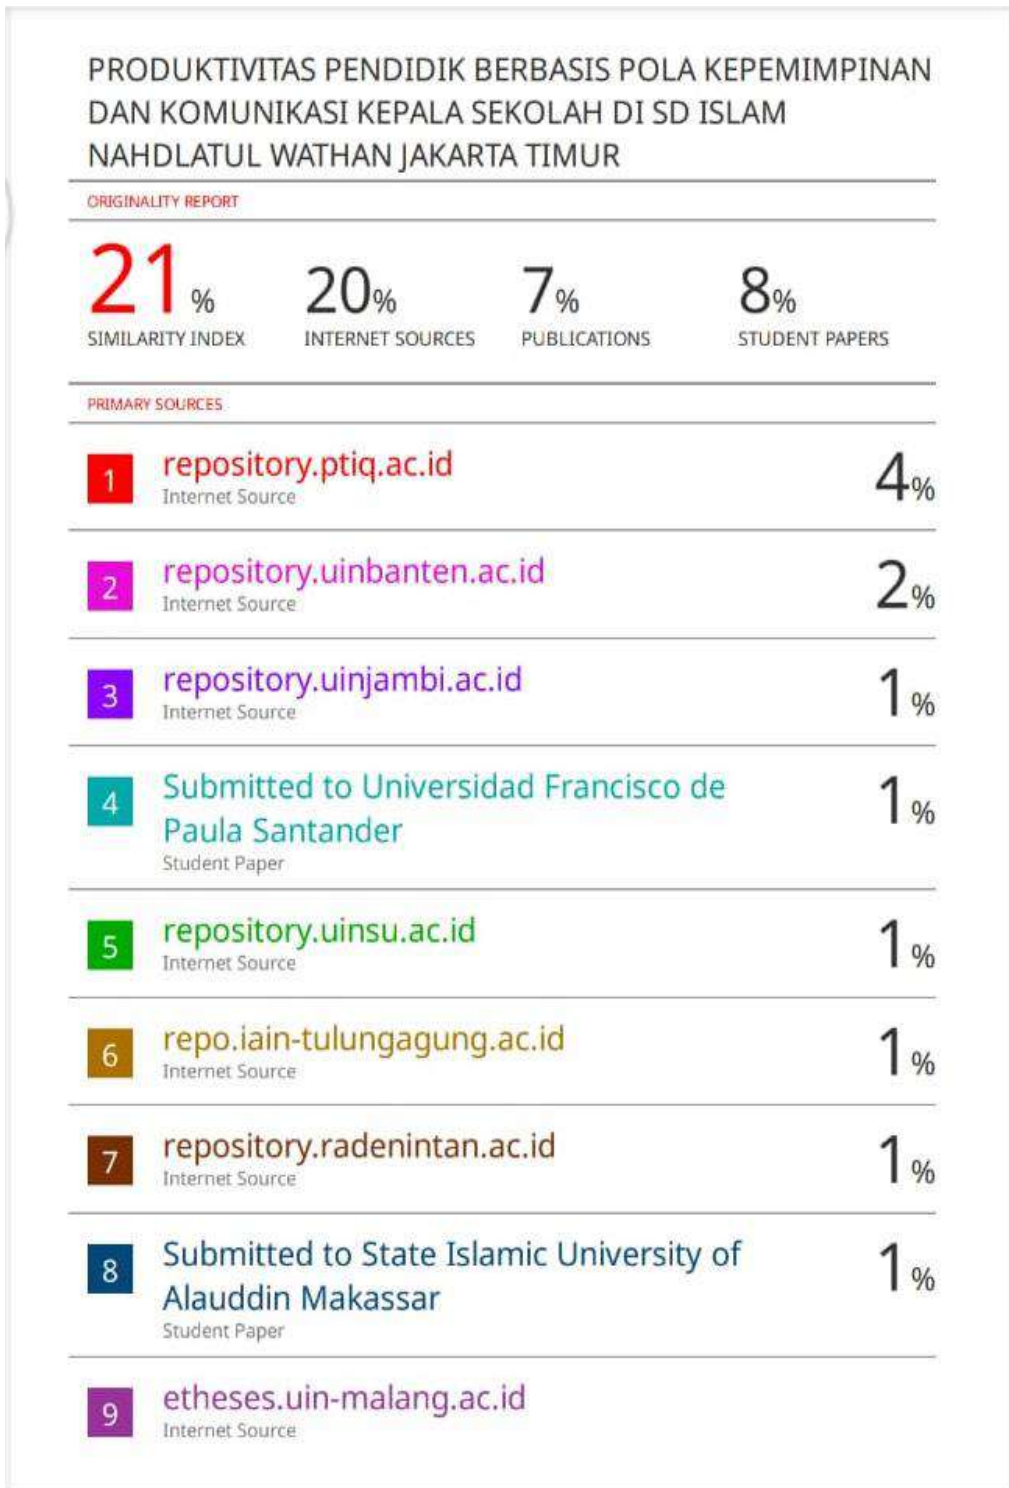 PRODUKTIVITAS PENDIDIK BERBASIS POLA KEPEMIMPINAN
DAN KOMUNIKASI KEPALA SEKOLAH DI SD ISLAM
NAHDLATUL WATHAN JAKARTA TIMUR
ORIGINALITY REPORT
21% 20% 7% 8%
SIMILARITY INDEX INTERNET SOURCES PUBLICATIONS STUDENT PAPERS
PRIMARY SOURCES
1 repository.ptiq.ac.id 4%
Internet Source
2 repository.uinbanten.ac.id 2%
Internet Source
3 repository.uinjambi.ac.id 1%
Internet Source
4 Submitted to Universidad Francisco de 1%
Paula Santander
Student Paper
5 repository.uinsu.ac.id 1%
Internet Source
6 repo.iain-tulungagung.ac.id 1%
Internet Source
7 repository.radenintan.ac.id 1%
Internet Source
8 Submitted to State Islamic University of 1%
Alauddin Makassar
Student Paper
9 etheses.uin-malang.ac.id
Internet Source